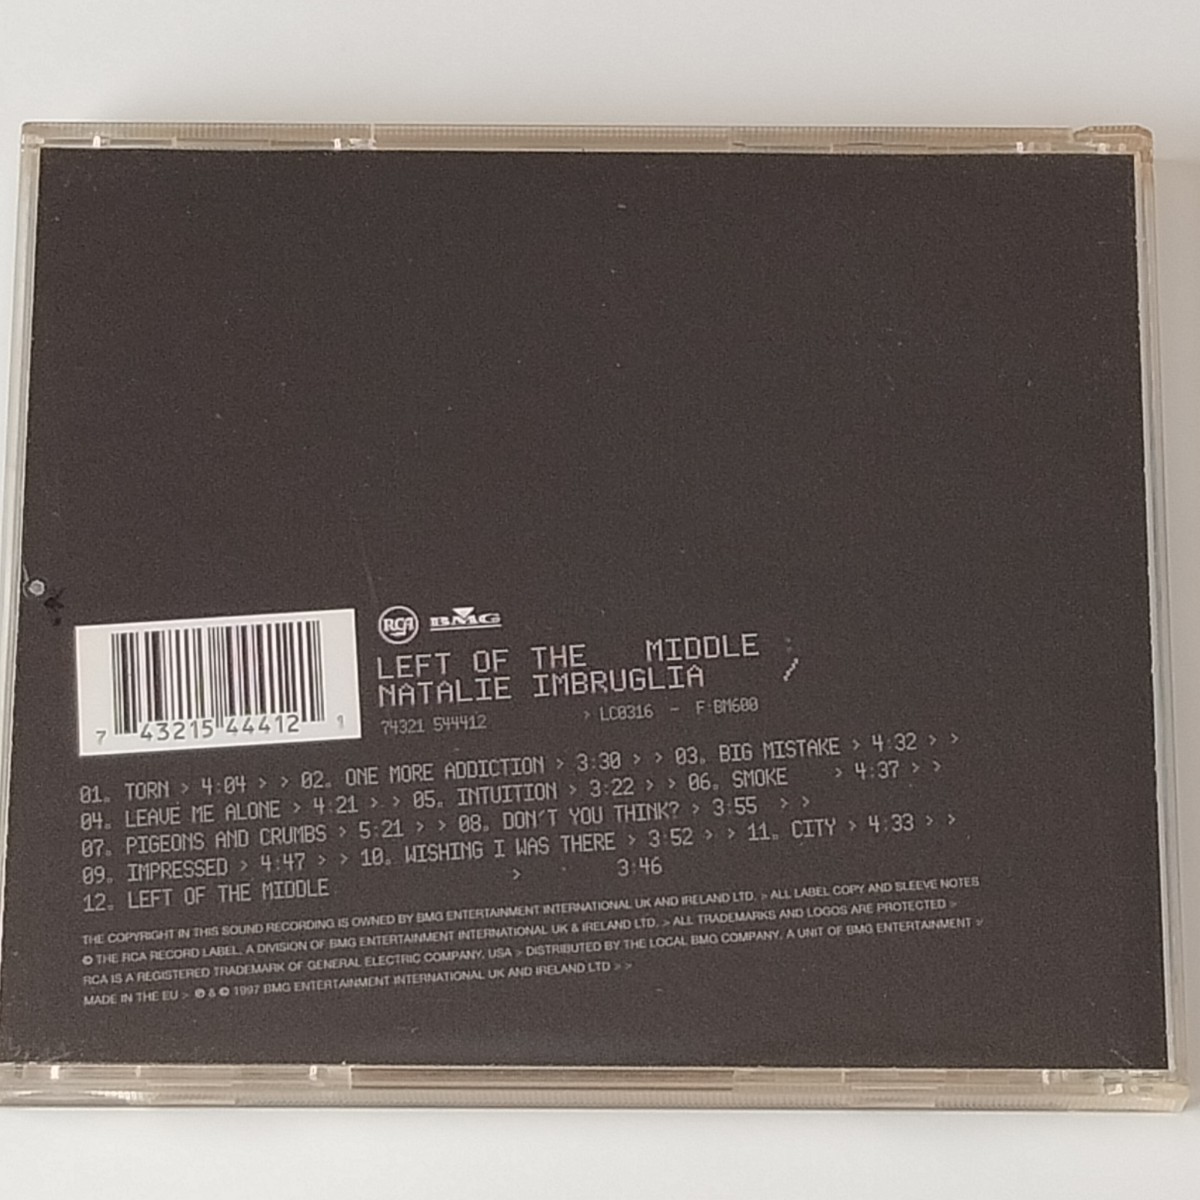 RCA BMG
LEFT OF THE MIDDLE :
NATALIE IMBRUGLIA /
74321 544412 > LC0316 - F:BM600
7 43215 44412 1
01. TORN > 4:04 > > 02. ONE MORE ADDICTION > 3:30 > > 03. BIG MISTAKE > 4:32 > >
04. LEAVE ME ALONE > 4:21 > > 05. INTUITION > 3:22 > > 06. SMOKE > 4:37 > >
07. PIGEONS AND CRUMBS > 5:21 > > 08. DON'T YOU THINK? > 3:55 > >
09. IMPRESSED > 4:47 > > 10. WISHING I WAS THERE > 3:52 > > 11. CITY > 4:33 > >
12. LEFT OF THE MIDDLE > 3:46
THE COPYRIGHT IN THIS SOUND RECORDING IS OWNED BY BMG ENTERTAINMENT INTERNATIONAL UK AND IRELAND LTD. > ALL LABEL COPY AND SLEEVE NOTES
© THE RCA RECORD LABEL, A DIVISION OF BMG ENTERTAINMENT INTERNATIONAL UK & IRELAND LTD. > ALL TRADEMARKS AND LOGOS ARE PROTECTED >
RCA IS A REGISTERED TRADEMARK OF GENERAL ELECTRIC COMPANY, USA > DISTRIBUTED BY THE LOCAL BMG COMPANY, A UNIT OF BMG ENTERTAINMENT >
MADE IN THE EU > ℗ & © 1997 BMG ENTERTAINMENT INTERNATIONAL UK AND IRELAND LTD > >